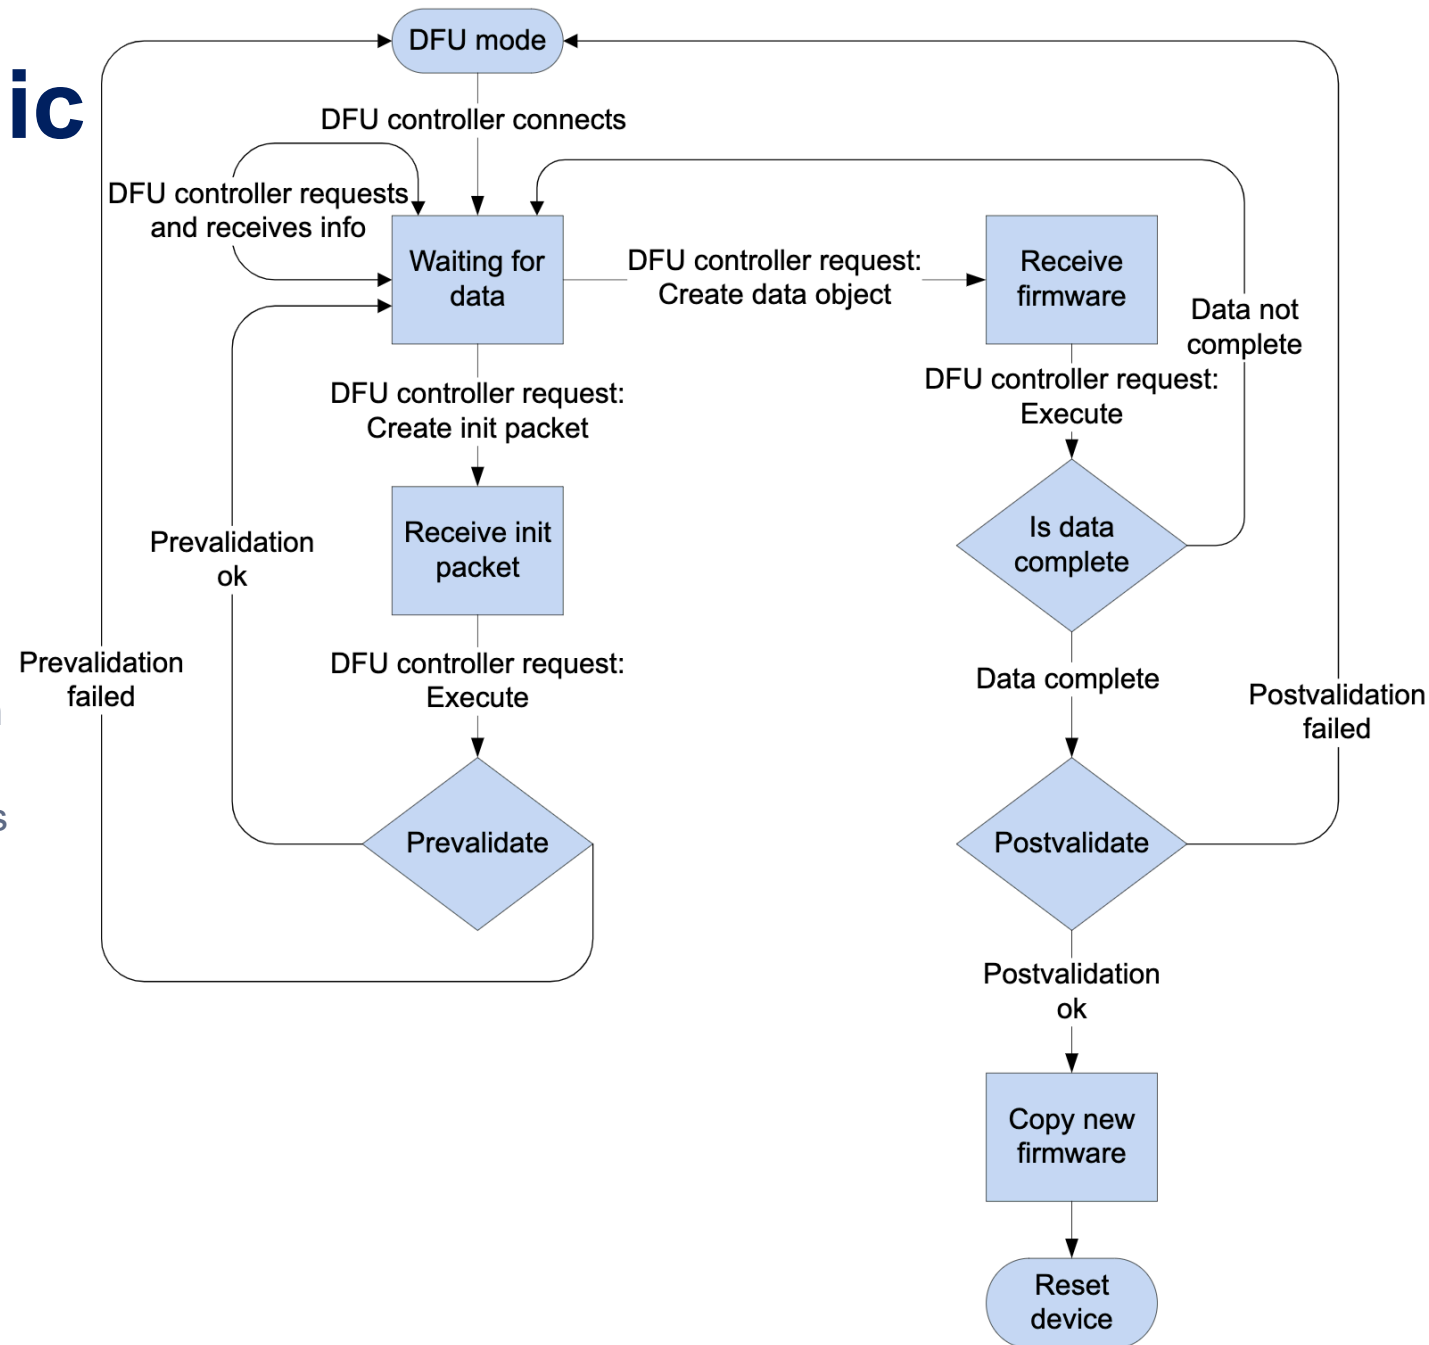 DFU mode
ic
DFU controller connects
DFU controller requests
and receives info
Waiting for
data
DFU controller request:
Create data object
Receive
firmware
Data not
complete
DFU controller request:
Create init packet
DFU controller request:
Execute
Receive init
packet
Is data
complete
Prevalidation
ok
Prevalidation
failed
DFU controller request:
Execute
Data complete
Postvalidation
failed
s
Prevalidate
Postvalidate
Postvalidation
ok
Copy new
firmware
Reset
device